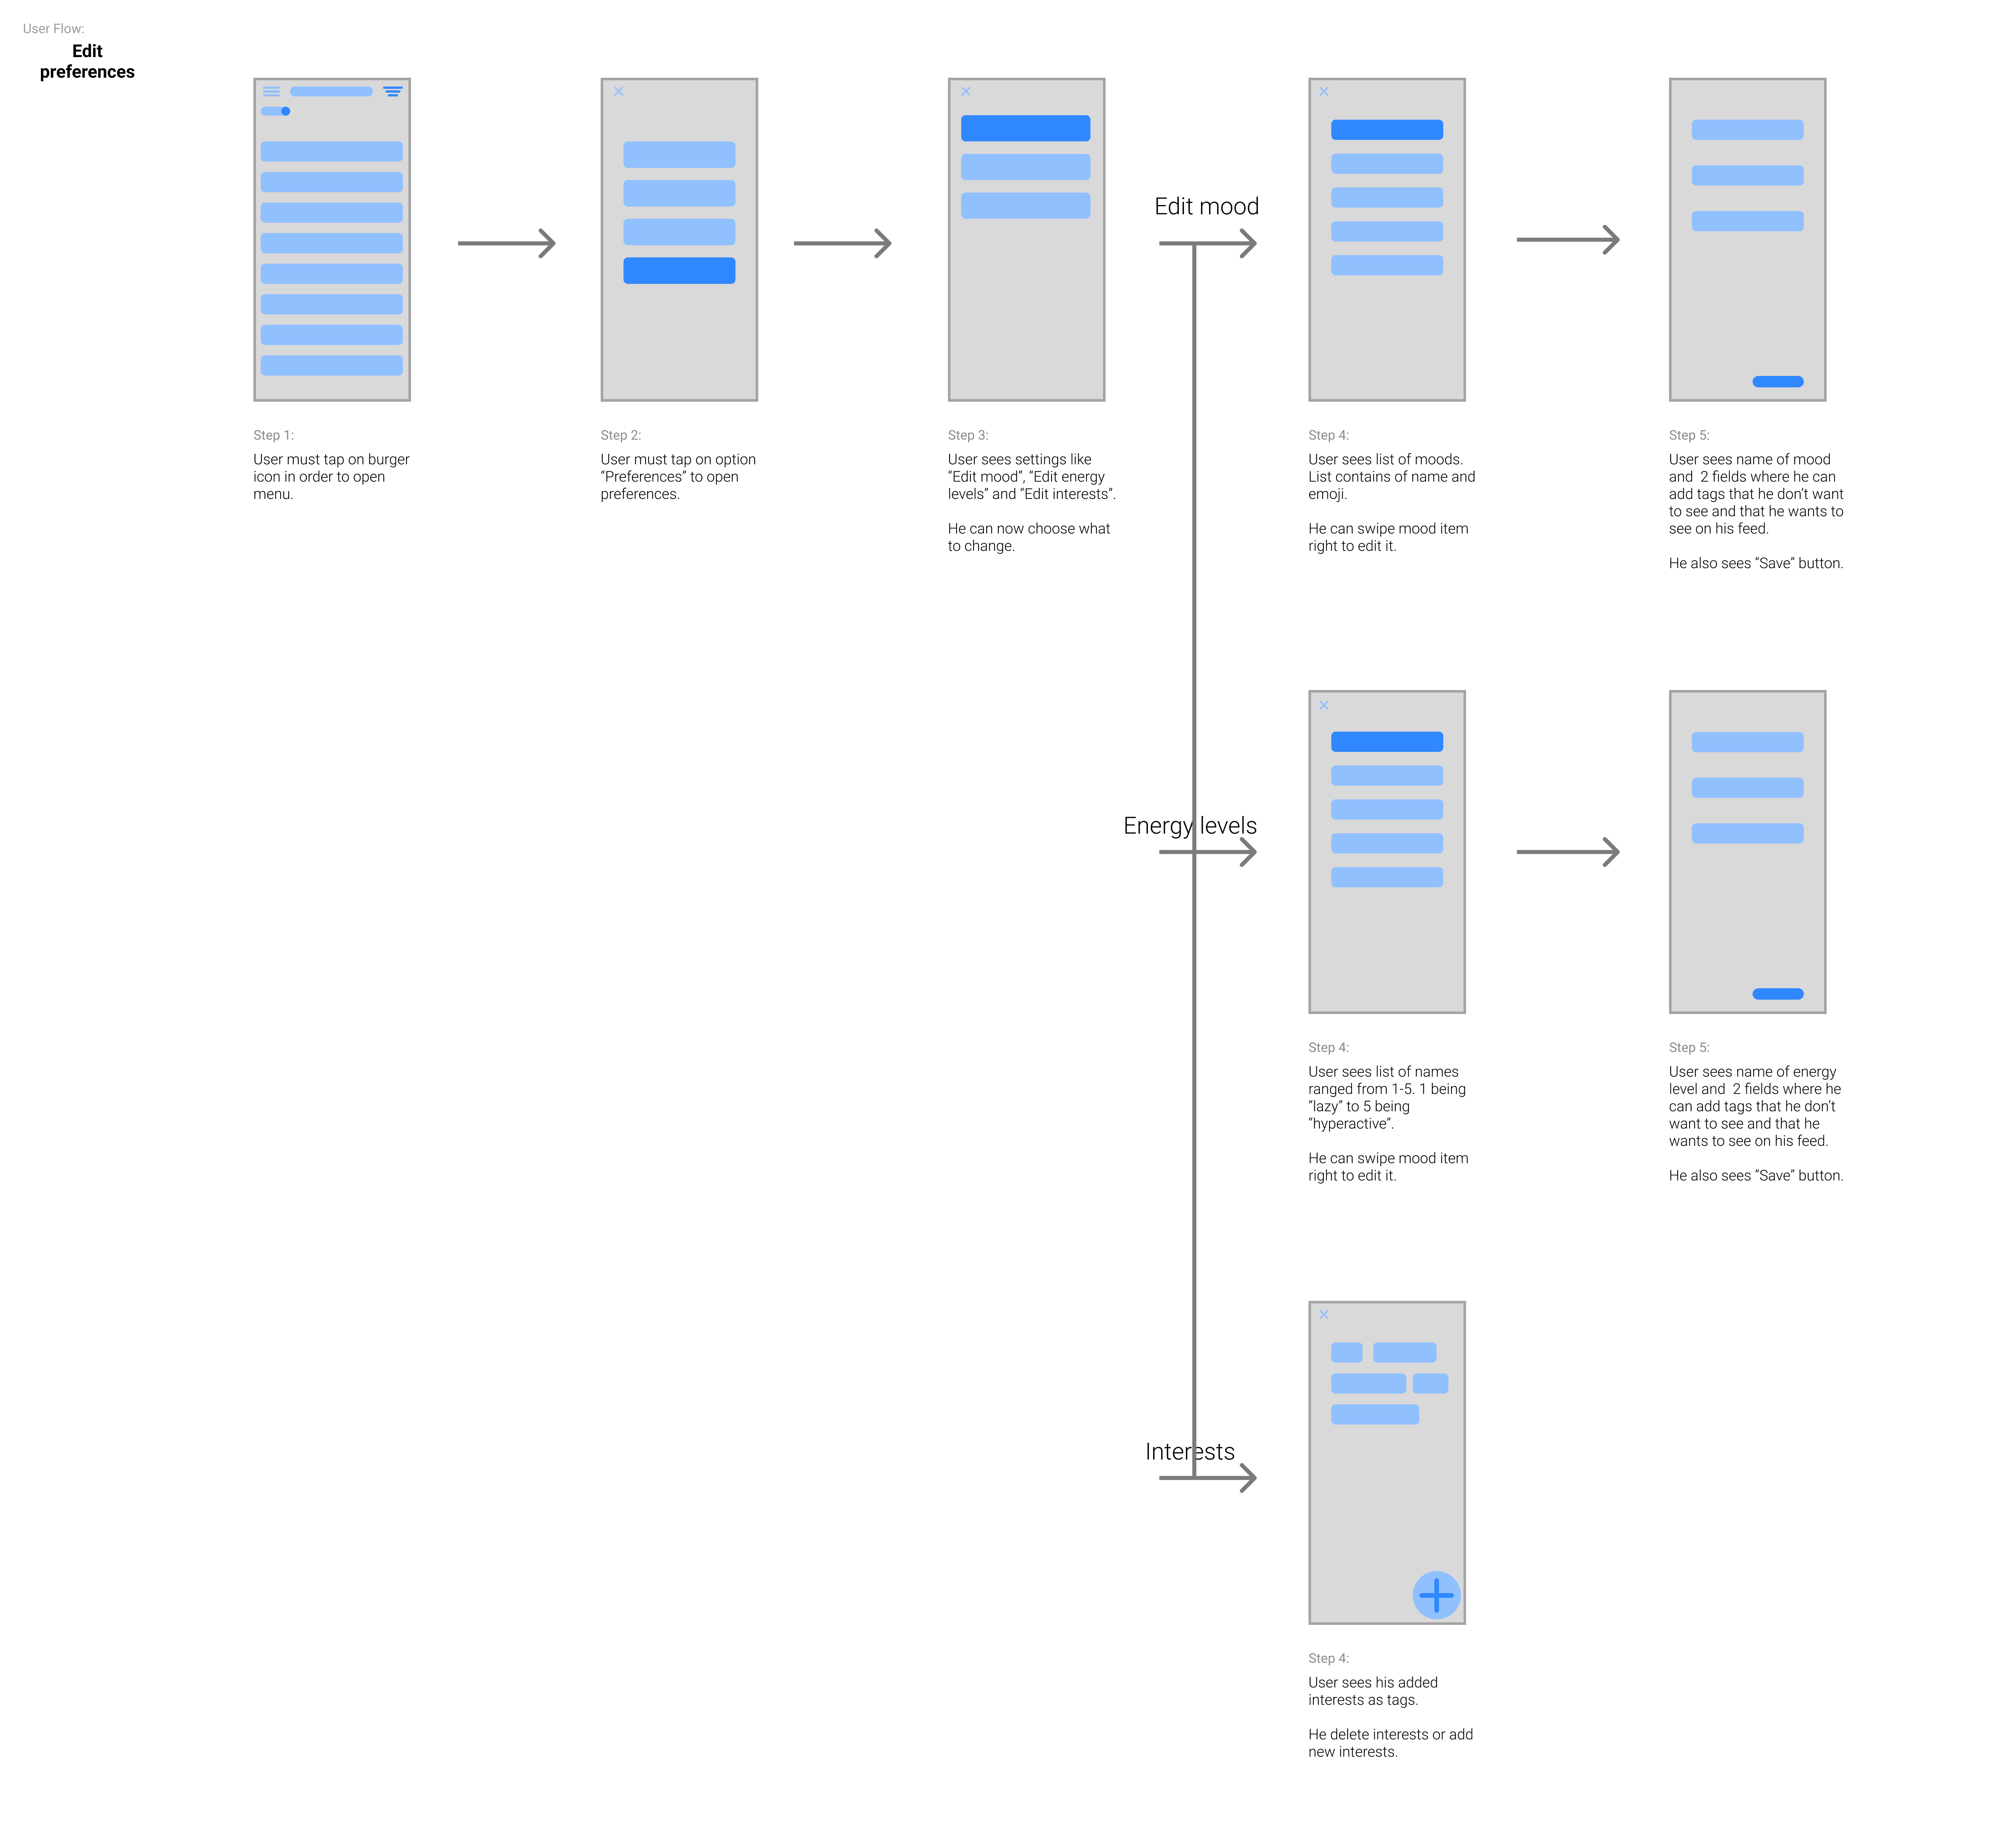 User Flow:
Edit
preferences
Step 1:
User must tap on burger
icon in order to open
menu.
Step 2:
User must tap on option
“Preferences” to open
preferences.
Step 3:
User sees settings like
“Edit mood”, “Edit energy
levels” and “Edit interests”.
He can now choose what
to change.
Edit mood
Step 4:
User sees list of moods.
List contains of name and
emoji.
He can swipe mood item
right to edit it.
Step 5:
User sees name of mood
and  2 fields where he can
add tags that he don’t want
to see and that he wants to
see on his feed.
He also sees “Save” button.
Energy levels
Step 4:
User sees list of names
ranged from 1-5. 1 being
“lazy” to 5 being
“hyperactive”.
He can swipe mood item
right to edit it.
Step 5:
User sees name of energy
level and  2 fields where he
can add tags that he don’t
want to see and that he
wants to see on his feed.
He also sees “Save” button.
Interests
Step 4:
User sees his added
interests as tags.
He delete interests or add
new interests.